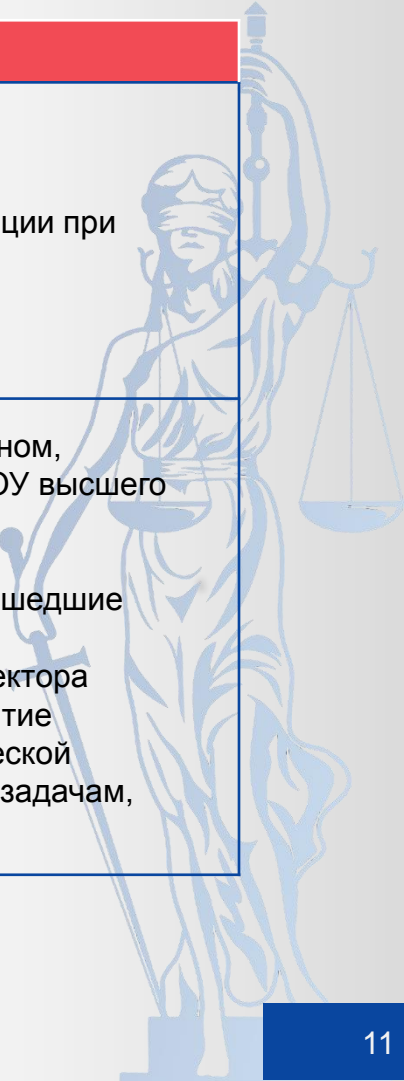 ции при
ном,
ОУ высшего
шедшие
ектора
тие
еской
задачам,
11